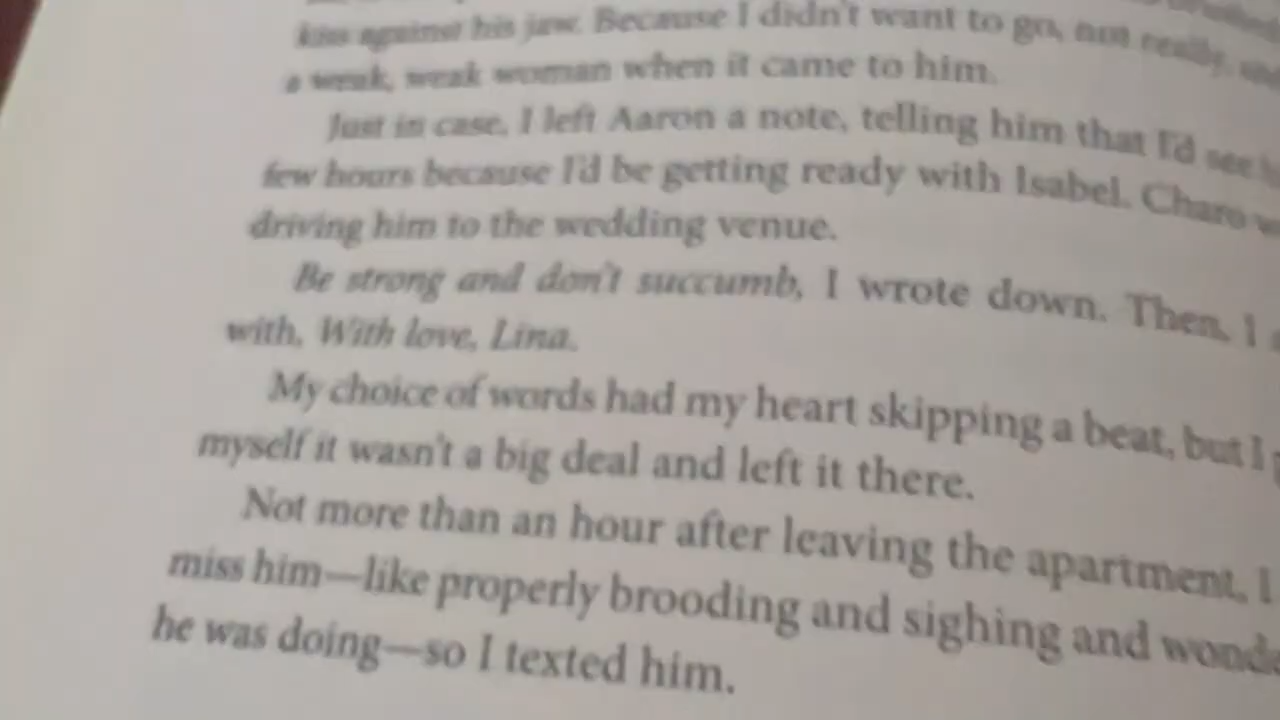 kiss against his jaw. Because I didn't want to go, not really,
a weak, weak woman when it came to him.
Just in case, I left Aaron a note, telling him that I'd see
few hours because I'd be getting ready with Isabel. Charo
driving him to the wedding venue.
Be strong and don't succumb, I wrote down. Then, I
with, With love, Lina.
My choice of words had my heart skipping a beat, but I
myself it wasn't a big deal and left it there.
Not more than an hour after leaving the apartment, I
miss him—like properly brooding and sighing and
he was doing—so I texted him.